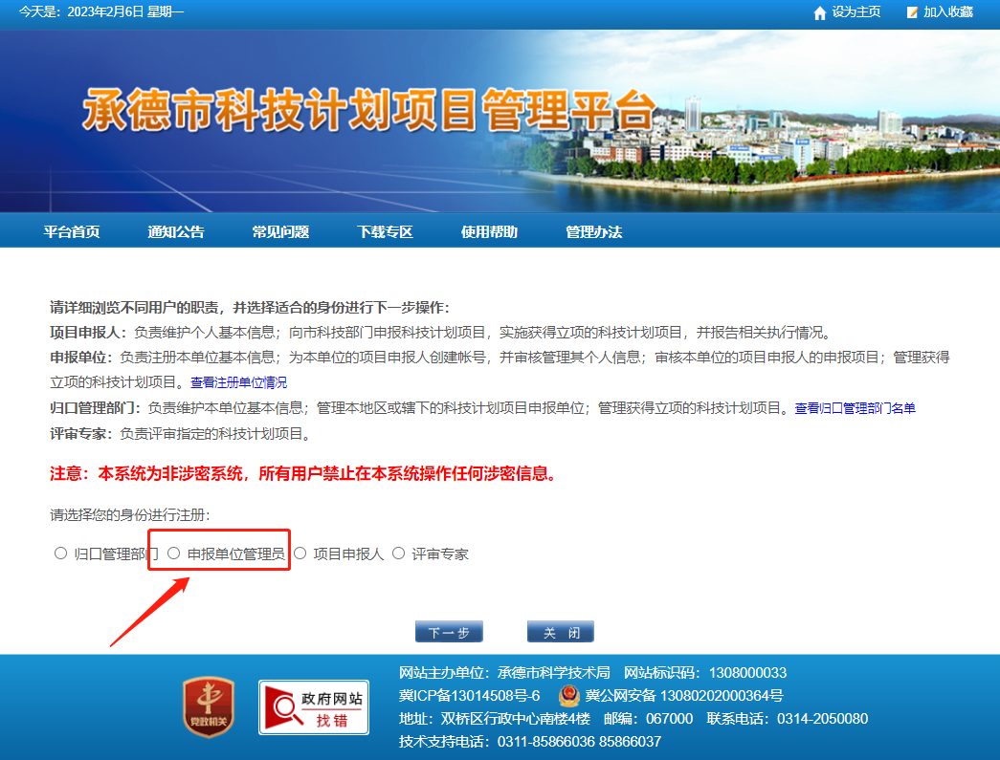 今天是：2023年2月6日 星期一 设为主页 加入收藏
承德市科技计划项目管理平台
平台首页 通知公告 常见问题 下载专区 使用帮助 管理办法
请详细浏览不同用户的职责，并选择适合的身份进行下一步操作：
项目申报人：负责维护个人基本信息；向市科技部门申报科技计划项目，实施获得立项的科技计划项目，并报告相关执行情况。
申报单位：负责注册本单位基本信息；为本单位的项目申报人创建帐号，并审核管理其个人信息；审核本单位的项目申报人的申报项目；管理获得
立项的科技计划项目。查看注册单位情况
归口管理部门：负责维护本单位基本信息；管理本地区或辖下的科技计划项目申报单位；管理获得立项的科技计划项目。查看归口管理部门名单
评审专家：负责评审指定的科技计划项目。
注意：本系统为非涉密系统，所有用户禁止在本系统操作任何涉密信息。
请选择您的身份进行注册：
归口管理部门 申报单位管理员 项目申报人 评审专家
下一步 关 闭
党政机关
政府网站
找错
网站主办单位：承德市科学技术局 网站标识码：1308000033
冀ICP备13014508号-6 冀公网安备 13080202000364号
地址：双桥区行政中心南楼4楼 邮编：067000 联系电话：0314-2050080
技术支持电话：0311-85866036 85866037